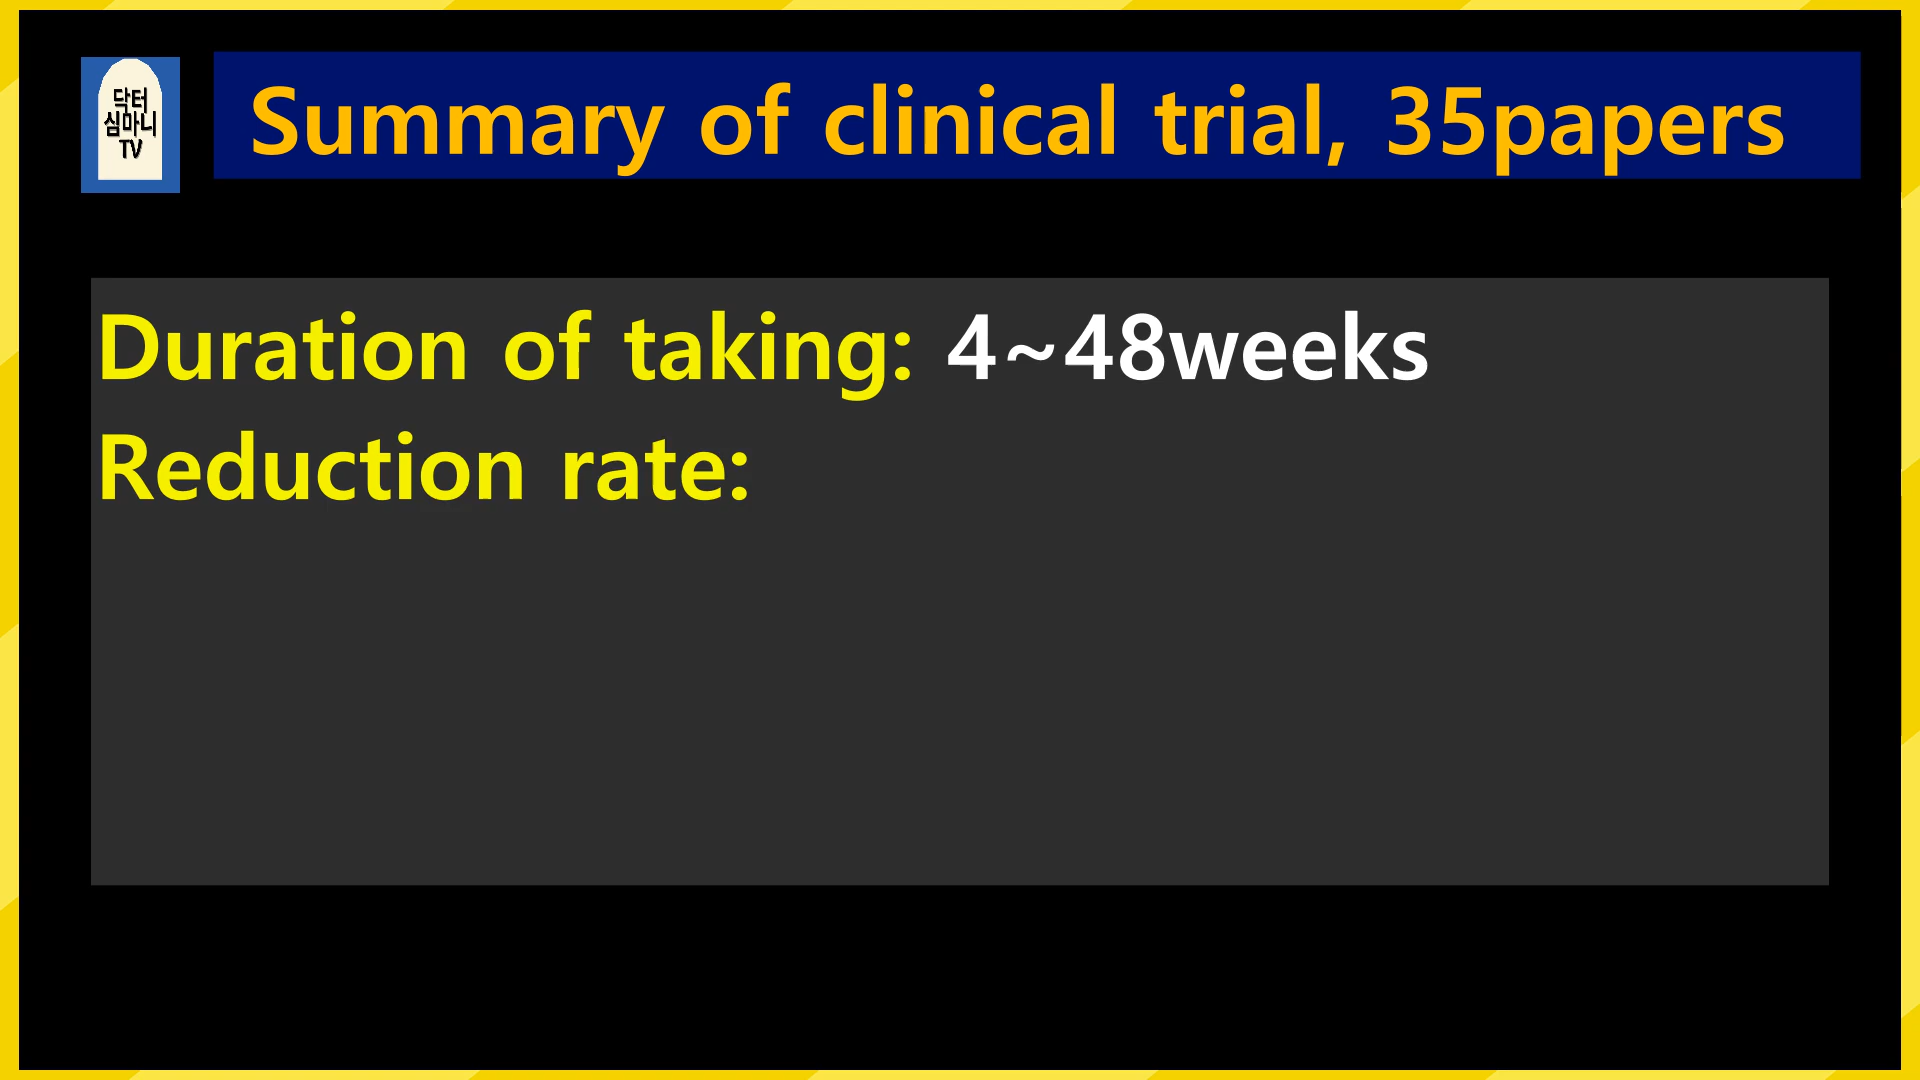 닥터
심마니
TV
Summary of clinical trial, 35papers
Duration of taking: 4~48weeks
Reduction rate: